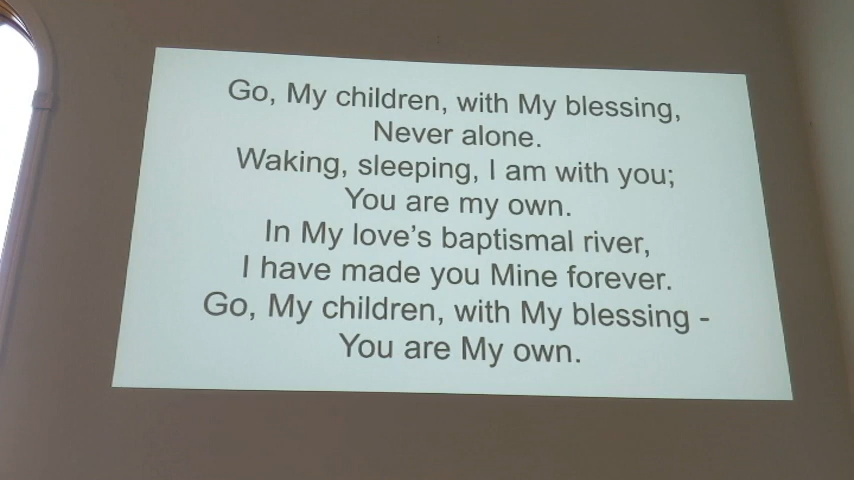 Go, My children, with My blessing,
Never alone.
Waking, sleeping, I am with you;
You are my own.
In My love's baptismal river,
I have made you Mine forever.
Go, My children, with My blessing -
You are My own.